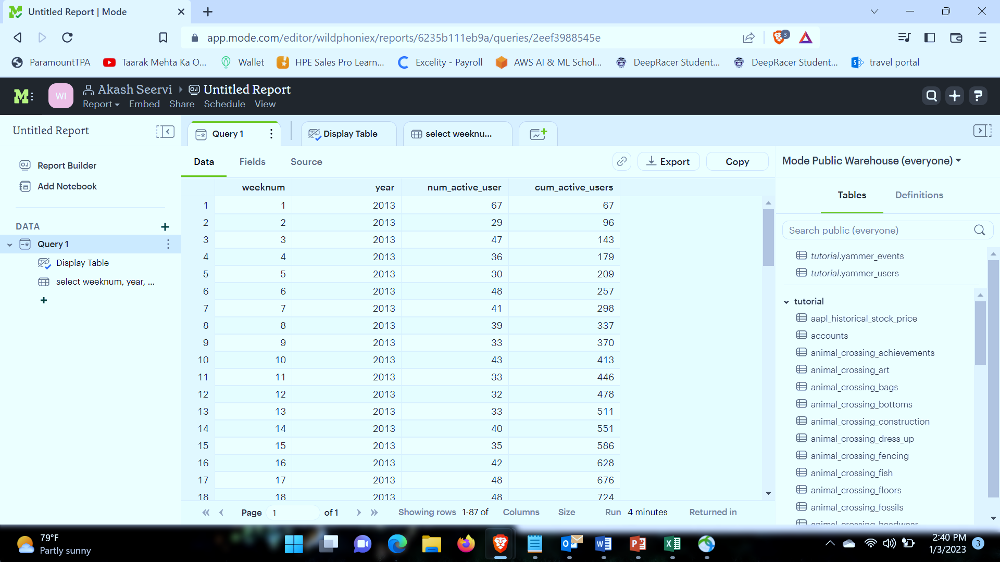 Untitled Report | Mode
app.mode.com/editor/wildphoniex/reports/6235b111eb9a/queries/2eef3988545e
3
ParamountTPA Taarak Mehta Ka O... Wallet HPE Sales Pro Learn... Excelity - Payroll AWS AI & ML Schol... DeepRacer Student... DeepRacer Student... travel portal
WI
Akash Seervi Untitled Report
Report Embed Share Schedule View
Untitled Report
Report Builder
Add Notebook
DATA
Query 1
Display Table
select weeknum, year, ...
Query 1 Display Table select weeknu...
Data Fields Source Export Copy
weeknum year num_active_user cum_active_users
1 1 2013 67 67
2 2 2013 29 96
3 3 2013 47 143
4 4 2013 36 179
5 5 2013 30 209
6 6 2013 48 257
7 7 2013 41 298
8 8 2013 39 337
9 9 2013 33 370
10 10 2013 43 413
11 11 2013 33 446
12 12 2013 32 478
13 13 2013 33 511
14 14 2013 40 551
15 15 2013 35 586
16 16 2013 42 628
17 17 2013 48 676
18 18 2013 48 724
Page 1 of 1 Showing rows 1-87 of Columns Size Run 4 minutes Returned in
Mode Public Warehouse (everyone)
Tables Definitions
Search public (everyone)
tutorial.yammer_events
tutorial.yammer_users
tutorial
aapl_historical_stock_price
accounts
animal_crossing_achievements
animal_crossing_art
animal_crossing_bags
animal_crossing_bottoms
animal_crossing_construction
animal_crossing_dress_up
animal_crossing_fencing
animal_crossing_fish
animal_crossing_floors
animal_crossing_fossils
animal_crossing_headwear
79°F
Partly sunny
2:40 PM
1/3/2023
3